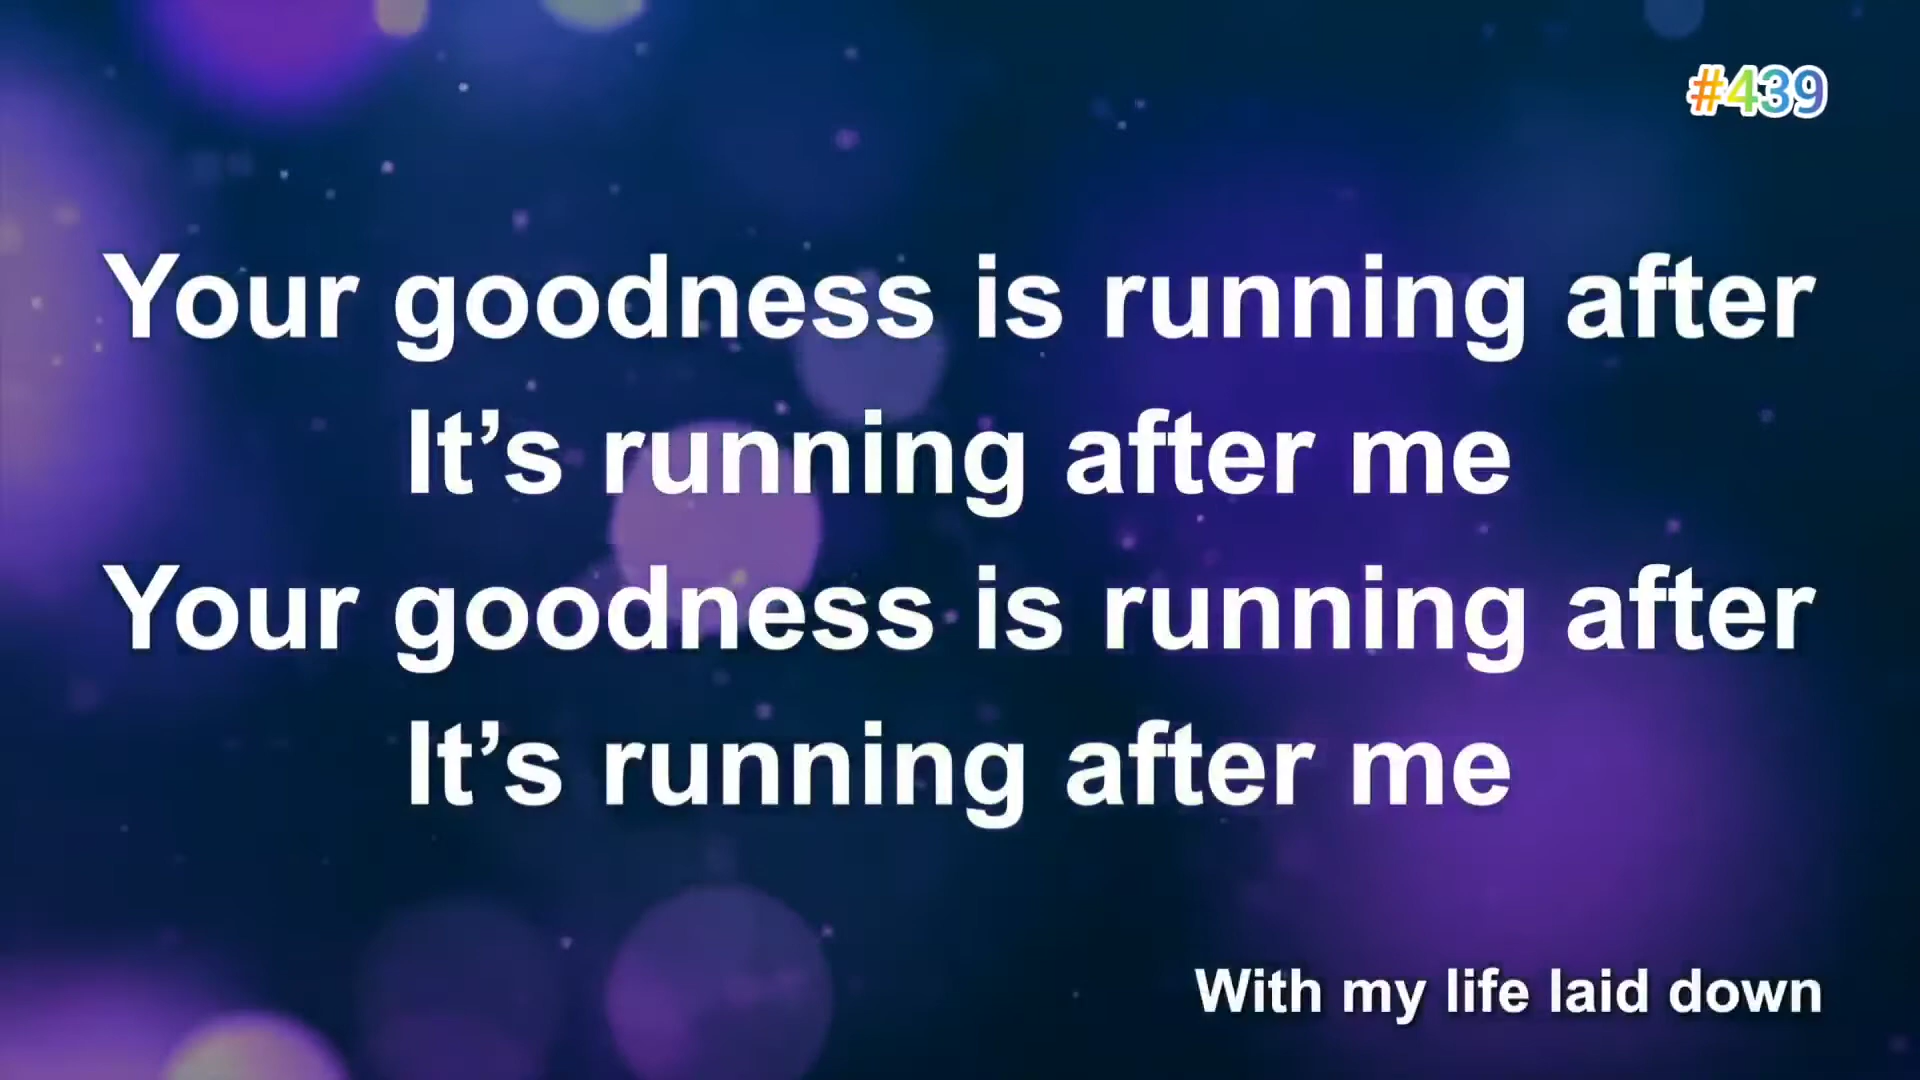 #439
Your goodness is running after
It’s running after me
Your goodness is running after
It’s running after me
With my life laid down